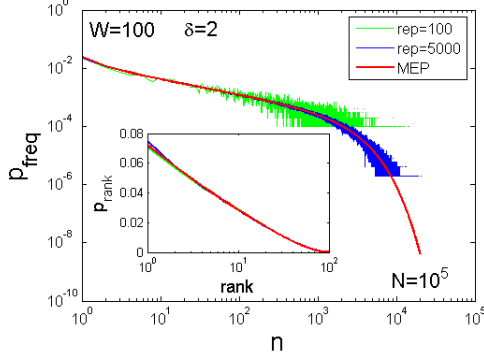 W=100 δ=2
rep=100
rep=5000
MEP
p_freq
10^0
10^-2
10^-4
10^-6
10^-8
10^-10
p_rank
0.08
0.06
0.04
0.02
0
10^0 10^1 10^2
rank
N=10^5
10^0 10^1 10^2 10^3 10^4 10^5
n